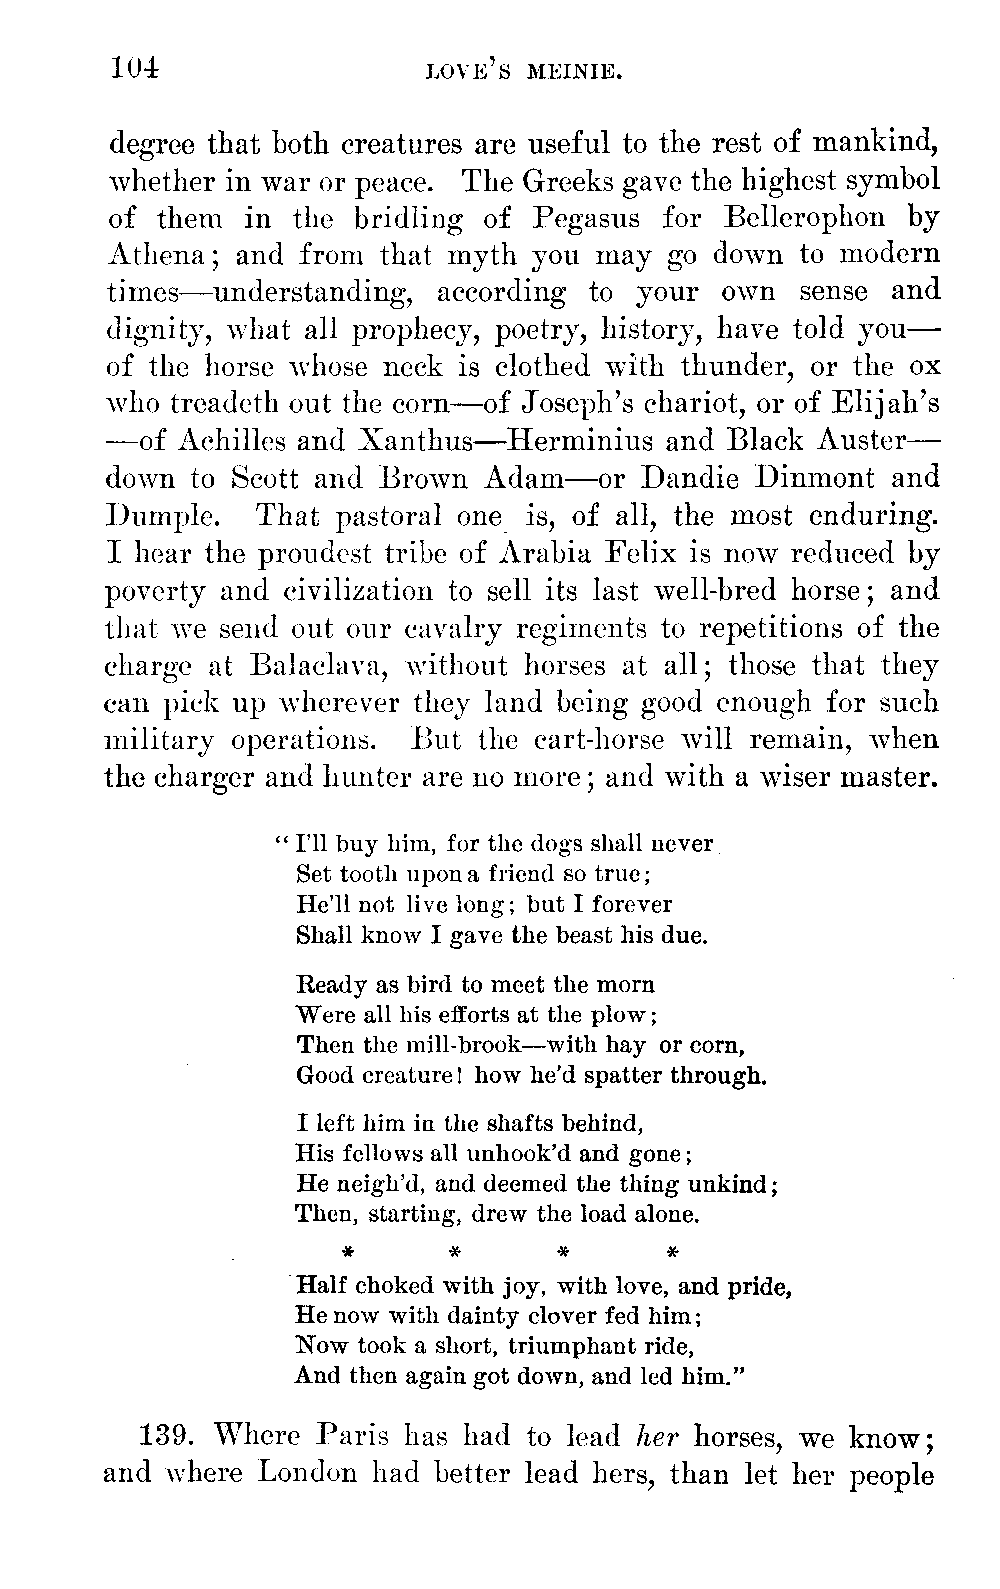 104 LOVE'S MEINIE.
degree that both creatures are useful to the rest of mankind,
whether in war or peace. The Greeks gave the highest symbol
of them in the bridling of Pegasus for Bellerophon by
Athena; and from that myth you may go down to modern
times—understanding, according to your own sense and
dignity, what all prophecy, poetry, history, have told you—
of the horse whose neck is clothed with thunder, or the ox
who treadeth out the corn—of Joseph's chariot, or of Elijah's
—of Achilles and Xanthus—Herminius and Black Auster—
down to Scott and Brown Adam—or Dandie Dinmont and
Dumple. That pastoral one is, of all, the most enduring.
I hear the proudest tribe of Arabia Felix is now reduced by
poverty and civilization to sell its last well-bred horse; and
that we send out our cavalry regiments to repetitions of the
charge at Balaclava, without horses at all; those that they
can pick up wherever they land being good enough for such
military operations. But the cart-horse will remain, when
the charger and hunter are no more; and with a wiser master.
"I'll buy him, for the dogs shall never
Set tooth upon a friend so true;
He'll not live long; but I forever
Shall know I gave the beast his due.
Ready as bird to meet the morn
Were all his efforts at the plow;
Then the mill-brook—with hay or corn,
Good creature! how he'd spatter through.
I left him in the shafts behind,
His fellows all unhook'd and gone;
He neigh'd, and deemed the thing unkind;
Then, starting, drew the load alone.
* * * *
Half choked with joy, with love, and pride,
He now with dainty clover fed him;
Now took a short, triumphant ride,
And then again got down, and led him."
139. Where Paris has had to lead her horses, we know;
and where London had better lead hers, than let her people